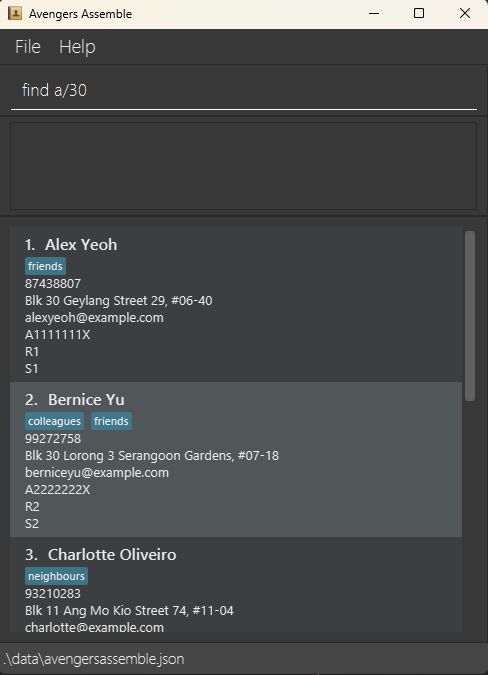 Avengers Assemble
File Help
find a/30
1. Alex Yeoh
friends
87438807
Blk 30 Geylang Street 29, #06-40
alexyeoh@example.com
A1111111X
R1
S1
2. Bernice Yu
colleagues friends
99272758
Blk 30 Lorong 3 Serangoon Gardens, #07-18
berniceyu@example.com
A2222222X
R2
S2
3. Charlotte Oliveiro
neighbours
93210283
Blk 11 Ang Mo Kio Street 74, #11-04
charlotte@example.com
.\data\avengersassemble.json